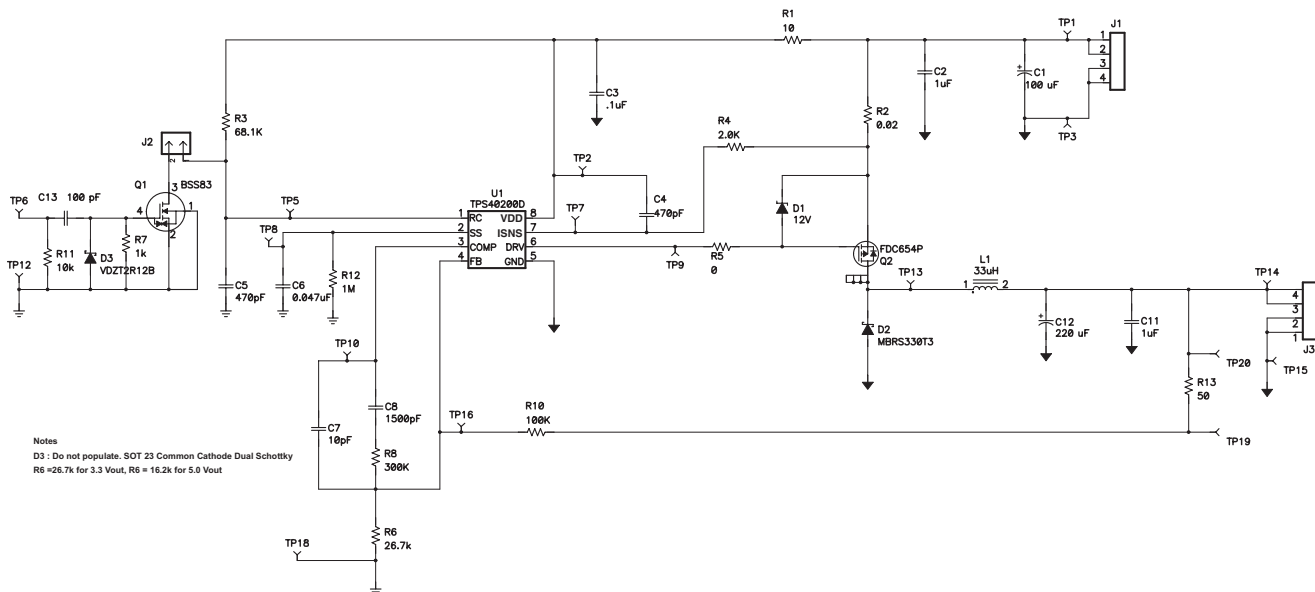 R1
10
TP1
J1
1
2
3
4
C3
.1uF
C2
1uF
C1
100 uF
+
TP3
R3
68.1K
R2
0.02
R4
2.0K
J2
2
Q1
BSS83
3
4
1
2
C13
100 pF
TP6
R11
10k
D3
VDZT2R12B
R7
1k
TP12
TP5
TP8
TP2
TP7
C4
470pF
U1
TPS40200D
1 RC VDD 8
2 SS ISNS 7
3 COMP DRV 6
4 FB GND 5
D1
12V
R5
0
TP9
FDC654P
Q2
C5
470pF
C6
0.047uF
R12
1M
TP13
L1
33uH
1
2
TP14
D2
MBRS330T3
+
C12
220 uF
C11
1uF
4
3
2
1
J3
TP15
TP20
R13
50
TP19
TP10
C8
1500pF
C7
10pF
R8
300K
TP16
R10
100K
R6
26.7k
TP18
Notes
D3 : Do not populate. SOT 23 Common Cathode Dual Schottky
R6 =26.7k for 3.3 Vout, R6 = 16.2k for 5.0 Vout